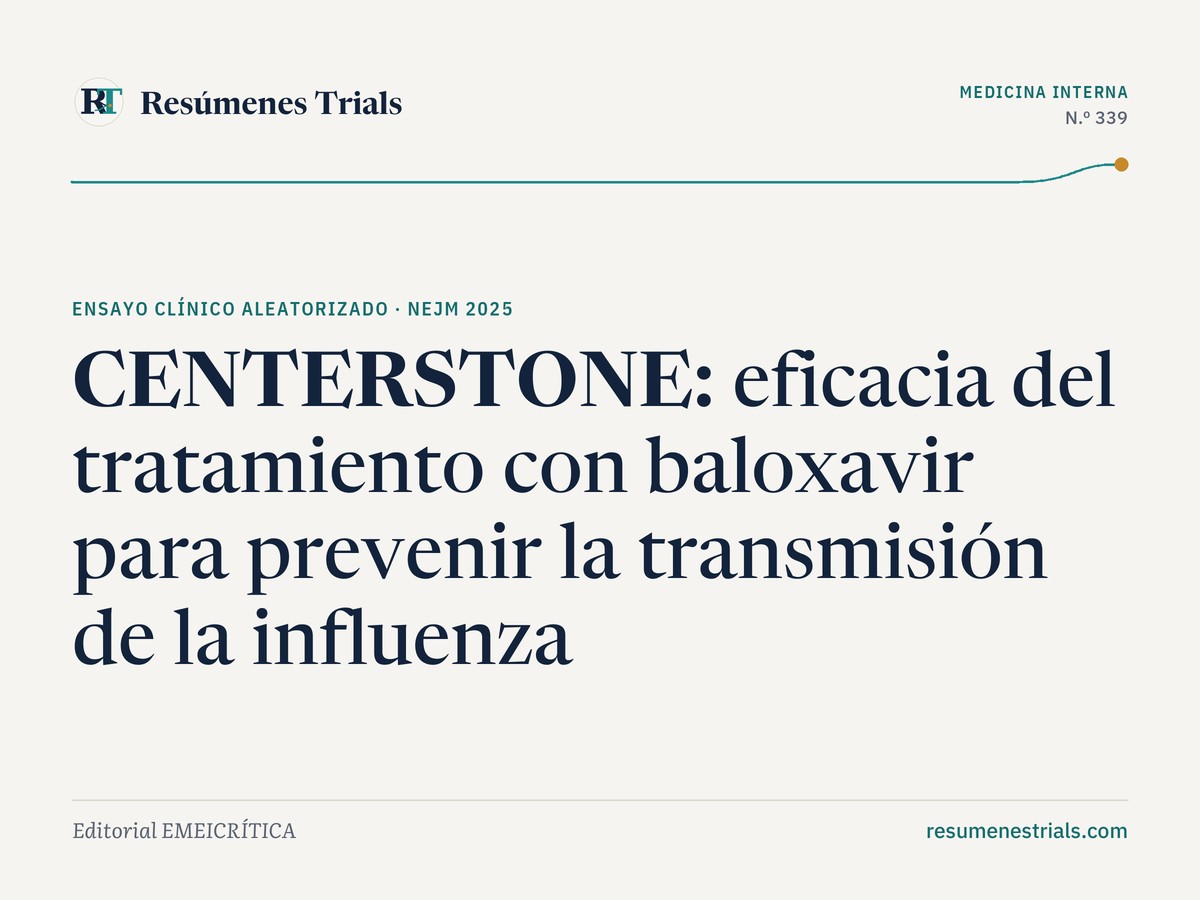 RT Resúmenes Trials
MEDICINA INTERNA
N.º 339
ENSAYO CLÍNICO ALEATORIZADO · NEJM 2025
CENTERSTONE: eficacia del
tratamiento con baloxavir
para prevenir la transmisión
de la influenza
Editorial EMEICRÍTICA
resumenestrials.com